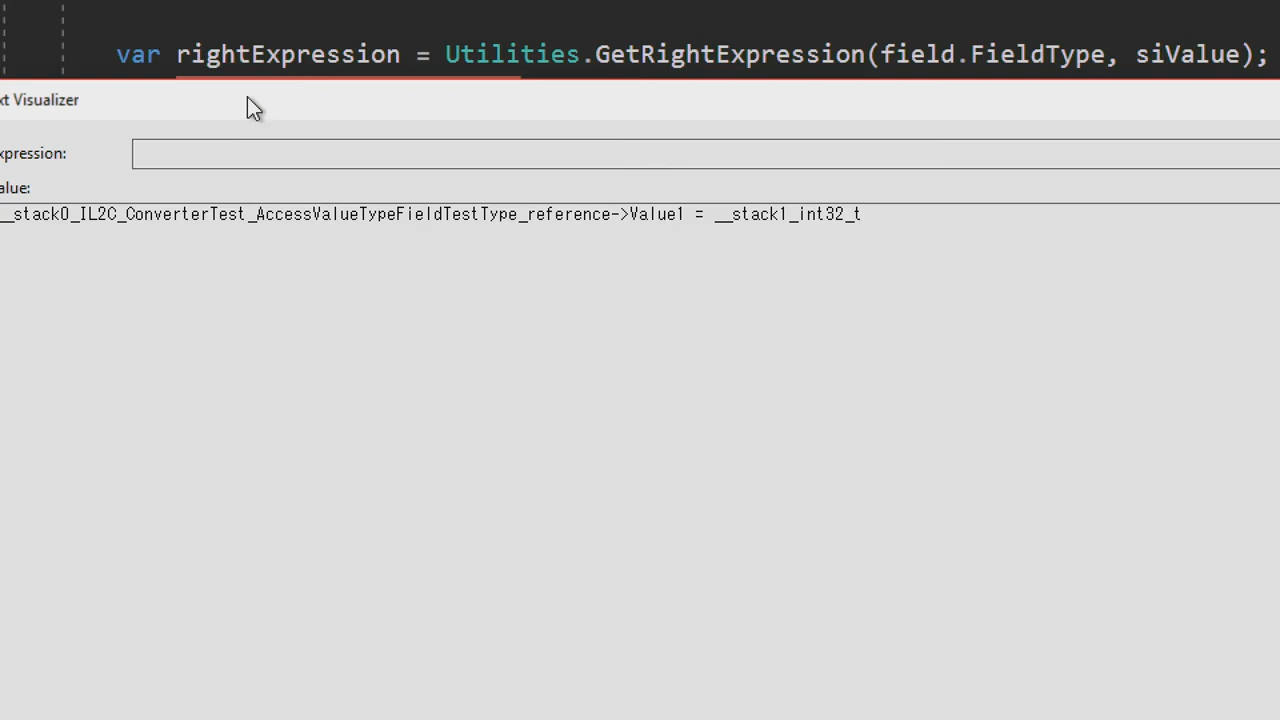 var rightExpression = Utilities.GetRightExpression(field.FieldType, siValue);
xt Visualizer
xpression:
alue:
__stack0_IL2C_ConverterTest_AccessValueTypeFieldTestType_reference->Value1 = __stack1_int32_t